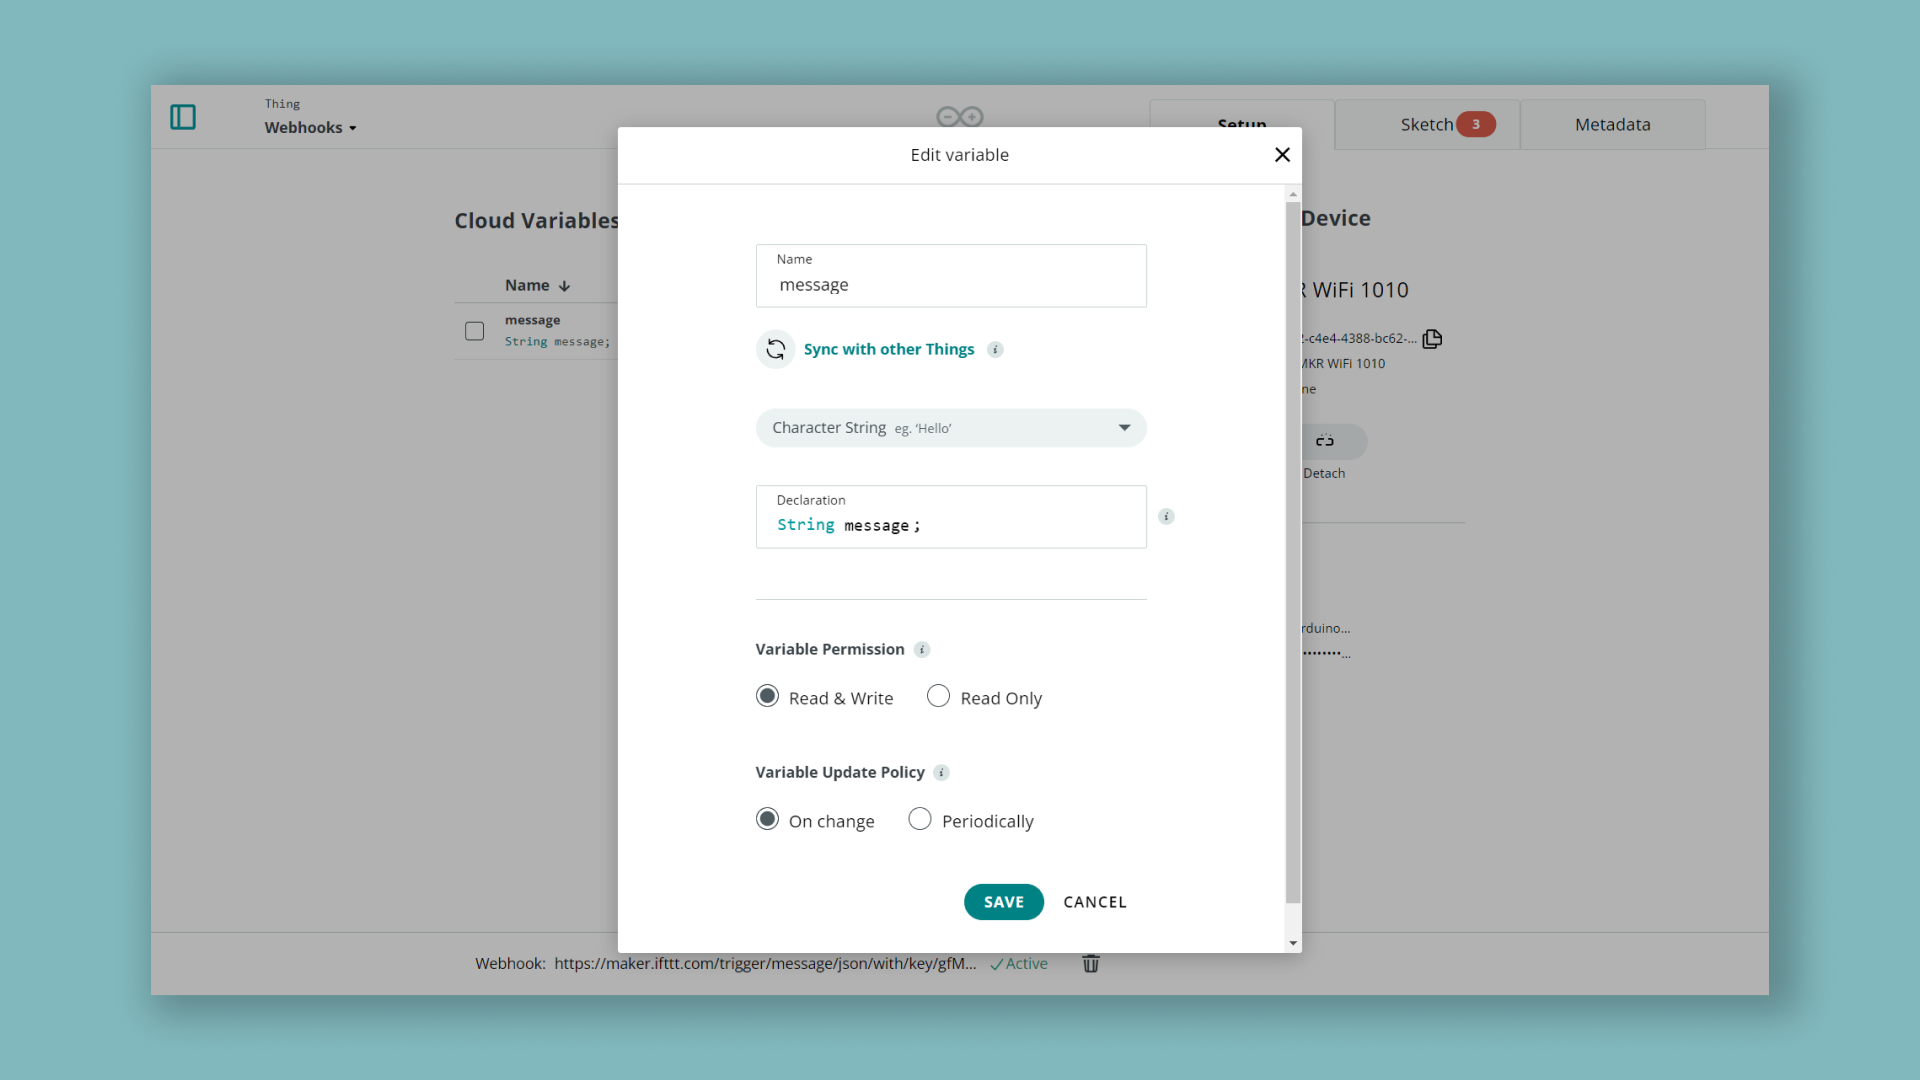 Thing
Webhooks
Setup
Sketch 3
Metadata
Edit variable
Cloud Variables
Device
Name
message
String message;
Name
message
Sync with other Things
Character String eg. 'Hello'
Declaration
String message;
Variable Permission
Read & Write
Read Only
Variable Update Policy
On change
Periodically
SAVE
CANCEL
R WiFi 1010
-c4e4-4388-bc62-...
MKR WiFi 1010
ne
Detach
rduino...
Webhook: https://maker.ifttt.com/trigger/message/json/with/key/gfM...
Active